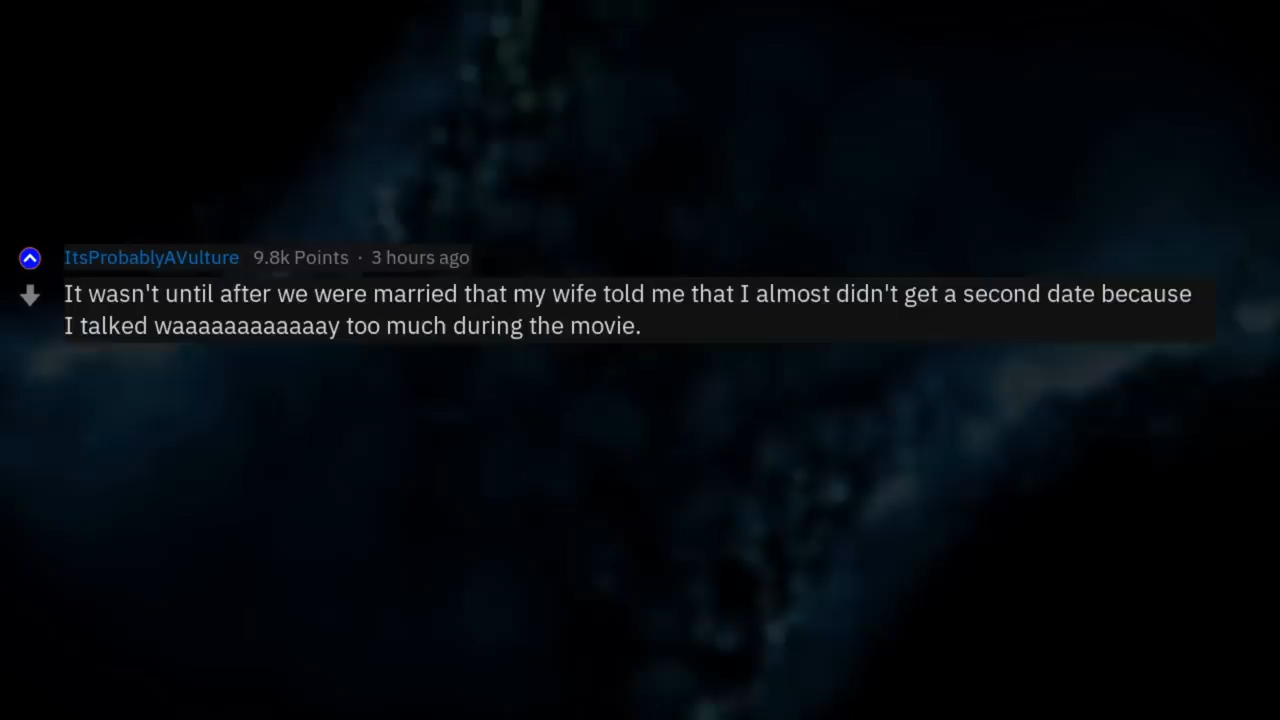 ItsProbablyAVulture 9.8k Points · 3 hours ago
It wasn't until after we were married that my wife told me that I almost didn't get a second date because
I talked waaaaaaaaaaaay too much during the movie.